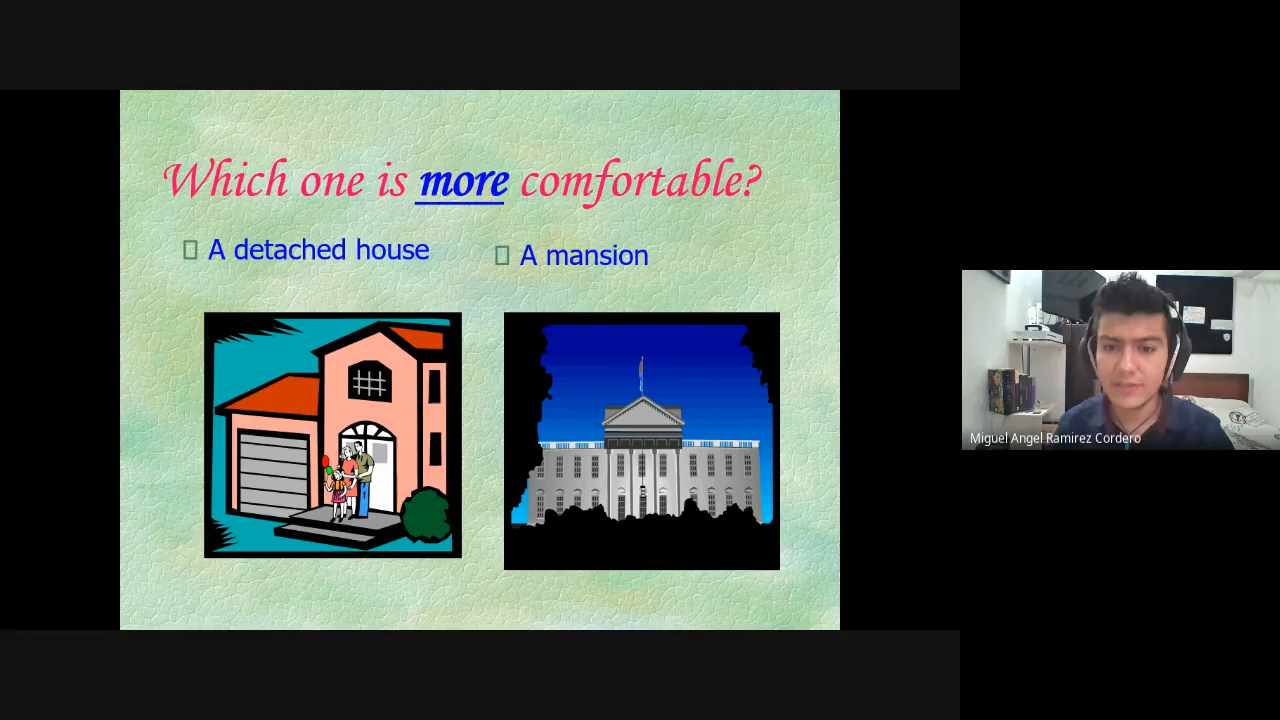 Which one is more comfortable?
A detached house
A mansion
Miguel Angel Ramirez Cordero